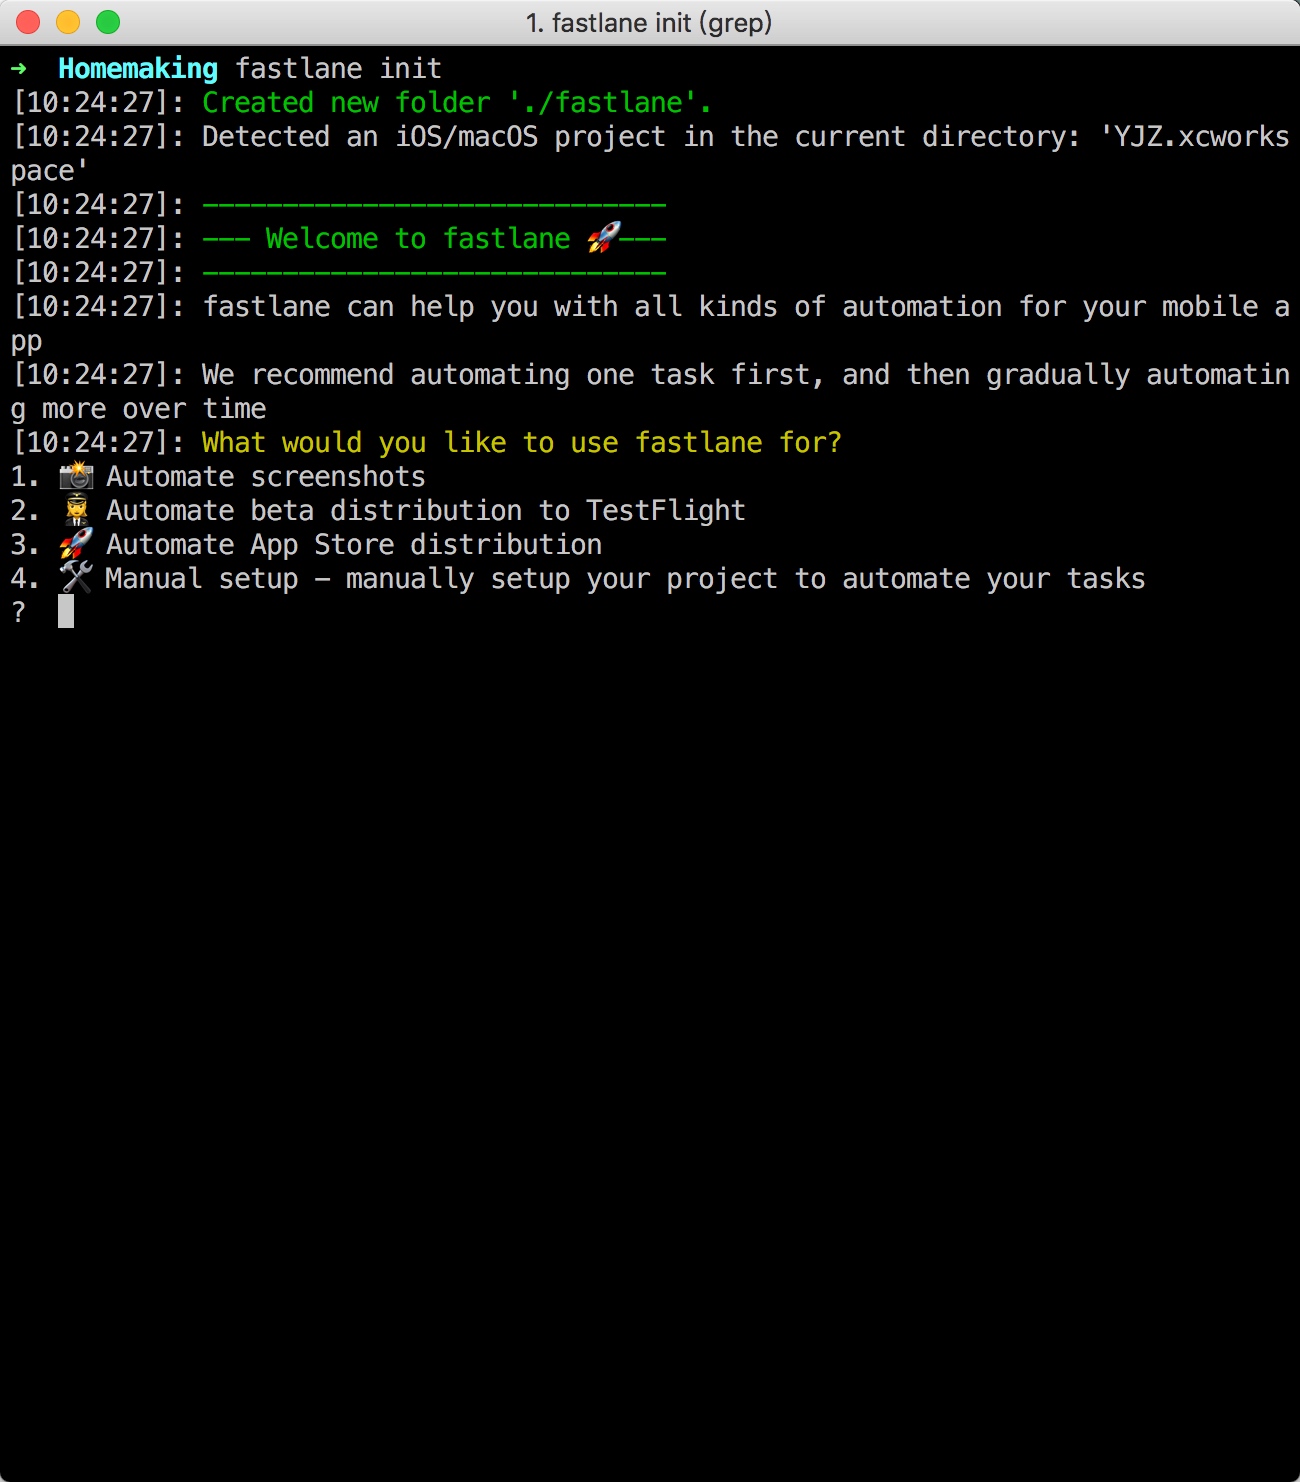 1. fastlane init (grep)
➜  Homemaking fastlane init
[10:24:27]: Created new folder './fastlane'.
[10:24:27]: Detected an iOS/macOS project in the current directory: 'YJZ.xcworks
pace'
[10:24:27]: -----------------------------
[10:24:27]: --- Welcome to fastlane 🚀---
[10:24:27]: -----------------------------
[10:24:27]: fastlane can help you with all kinds of automation for your mobile a
pp
[10:24:27]: We recommend automating one task first, and then gradually automatin
g more over time
[10:24:27]: What would you like to use fastlane for?
1. 📸 Automate screenshots
2. 👩‍✈️ Automate beta distribution to TestFlight
3. 🚀 Automate App Store distribution
4. 🛠 Manual setup - manually setup your project to automate your tasks
?